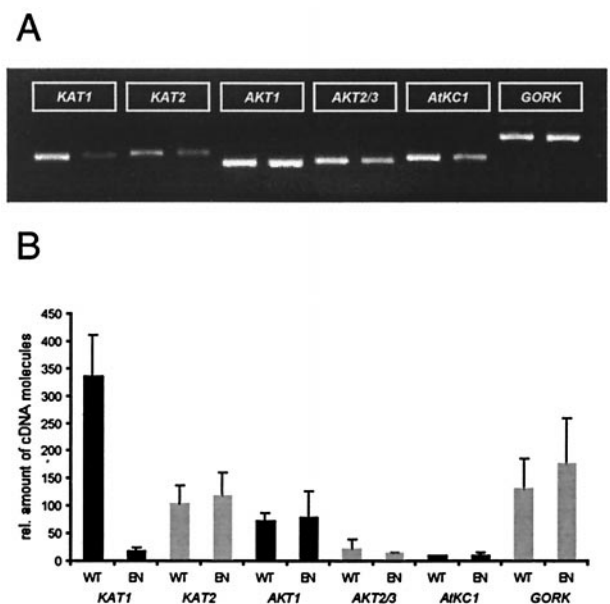 A
KAT1 KAT2 AKT1 AKT2/3 AtKC1 GORK
B
rel. amount of cDNA molecules
450
400
350
300
250
200
150
100
50
0
WT EN WT EN WT EN WT EN WT EN WT EN
KAT1 KAT2 AKT1 AKT2/3 AtKC1 GORK